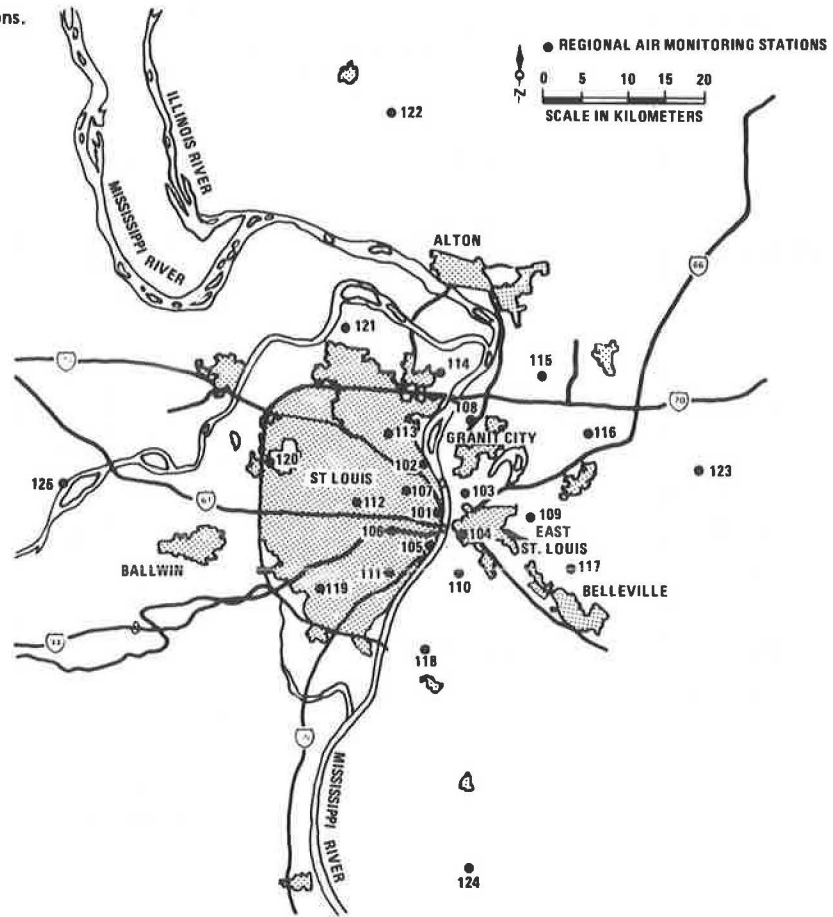 ons.
REGIONAL AIR MONITORING STATIONS
0 5 10 15 20
SCALE IN KILOMETERS
N
122
ILLINOIS RIVER
MISSISSIPPI RIVER
ALTON
66
121
114
115
70
108
113
GRANIT CITY
116
120
102
123
126
ST LOUIS
107
103
112
101
109
106
104
EAST
ST. LOUIS
105
BALLWIN
111
110
117
119
BELLEVILLE
118
MISSISSIPPI RIVER
124